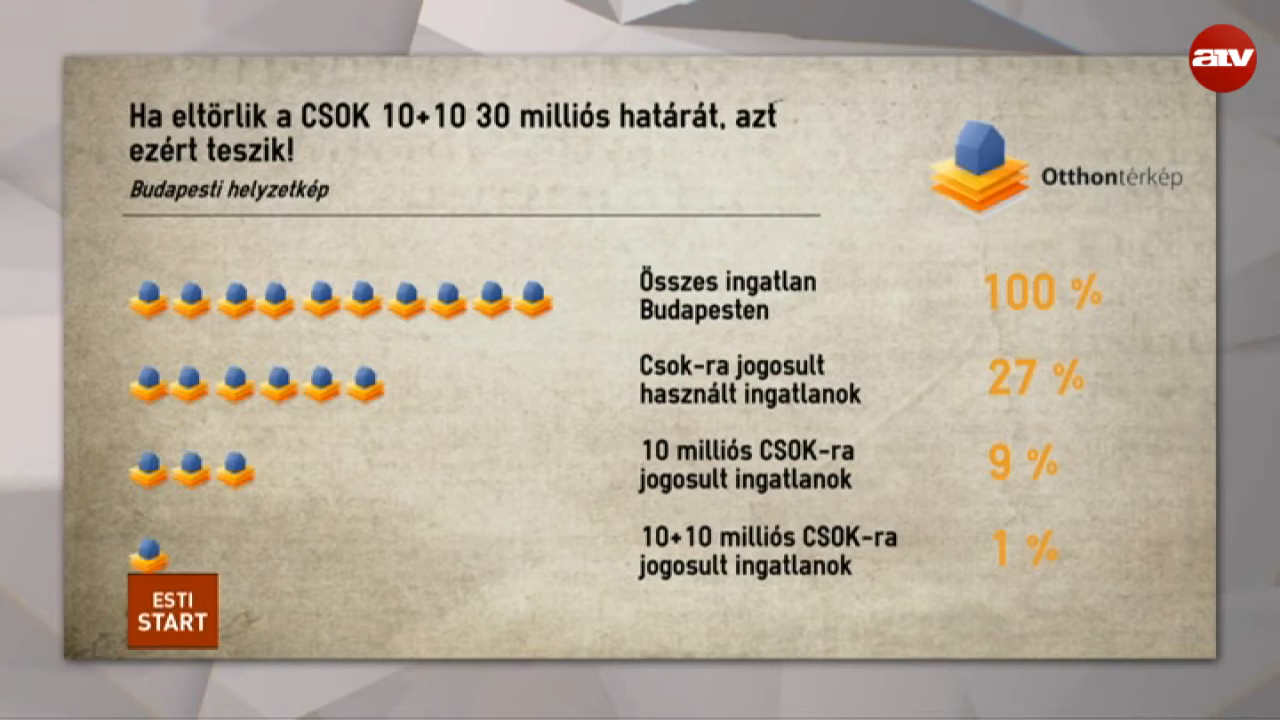 atv
Ha eltörlik a CSOK 10+10 30 milliós határát, azt
ezért teszik!
Budapesti helyzetkép
Otthontérkép
Összes ingatlan
Budapesten
100 %
Csok-ra jogosult
használt ingatlanok
27 %
10 milliós CSOK-ra
jogosult ingatlanok
9 %
10+10 milliós CSOK-ra
jogosult ingatlanok
1 %
ESTI
START